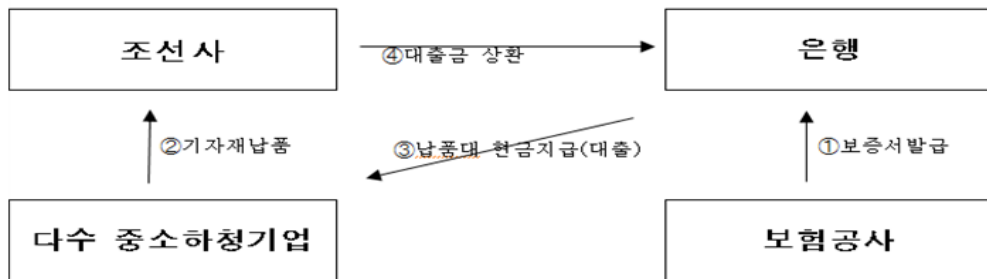 조선사
④대출금 상환
은행
②기자재납품
③납품대 현금지급(대출)
①보증서발급
다수 중소하청기업
보험공사